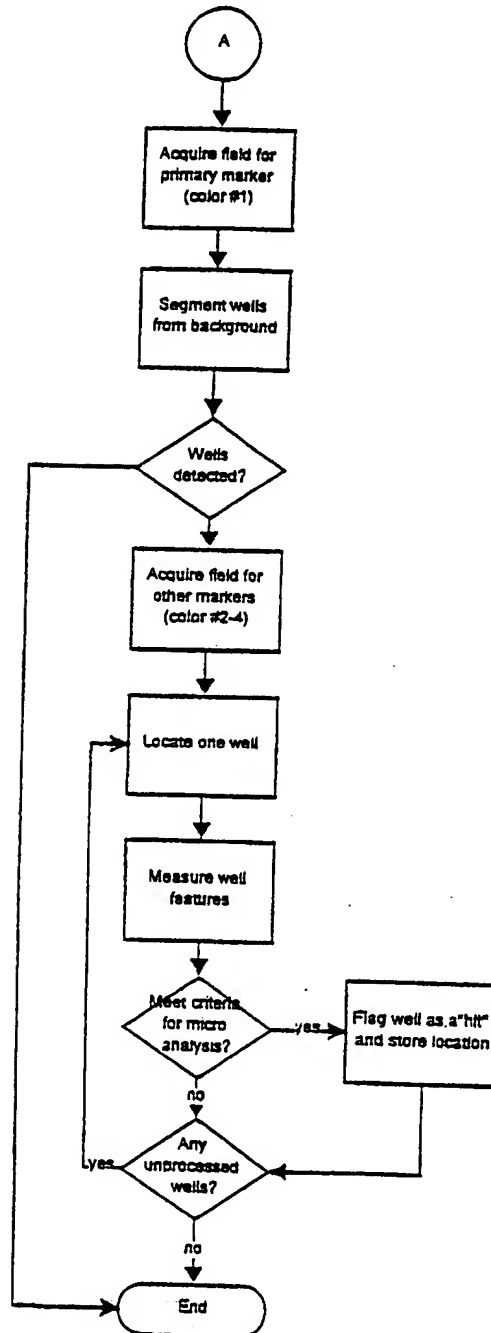 A
Acquire field for
primary marker
(color #1)
Segment wells
from background
Wells
detected?
Acquire field for
other markers
(color #2-4)
Locate one well
Measure well
features
Meet criteria
for micro
analysis?
yes
Flag well as a "hit"
and store location
no
Any
unprocessed
wells?
yes
no
End